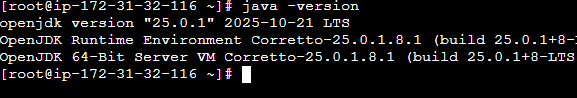 [root@ip-172-31-32-116 ~]# java -version
openjdk version "25.0.1" 2025-10-21 LTS
OpenJDK Runtime Environment Corretto-25.0.1.8.1 (build 25.0.1+8-L
OpenJDK 64-Bit Server VM Corretto-25.0.1.8.1 (build 25.0.1+8-LTS
[root@ip-172-31-32-116 ~]#